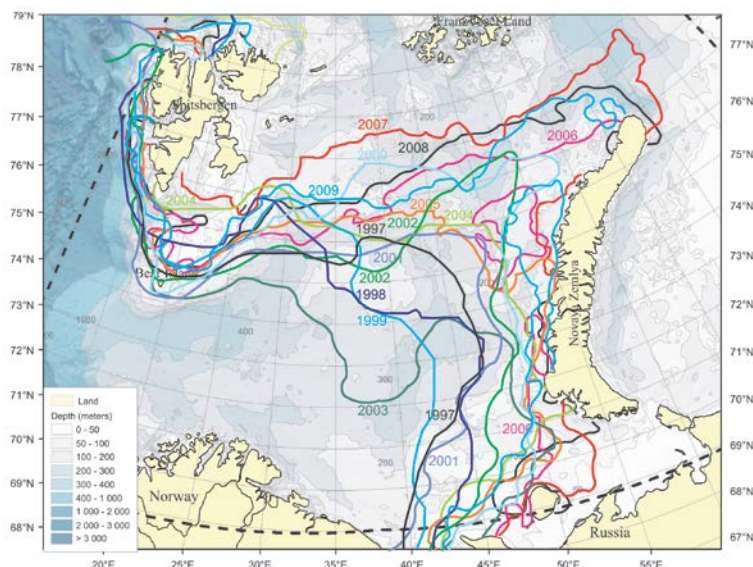 79°N
78°N
77°N
76°N
75°N
74°N
73°N
72°N
71°N
70°N
69°N
68°N
77°N
76°N
75°N
74°N
73°N
72°N
71°N
70°N
69°N
68°N
67°N
Franz Josef Land
Spitsbergen
200
2007
2008
2006
2009
2004
2005
2004
1997
2002
2001
2002
1998
1999
1000
400
300
2003
1997
2001
200
2006
Novaya Zemlya
Norway
Russia
Land
Depth (meters)
0 - 50
50 - 100
100 - 200
200 - 300
300 - 400
400 - 1 000
1 000 - 2 000
2 000 - 3 000
> 3 000
20°E
25°E
30°E
35°E
40°E
45°E
50°E
55°E